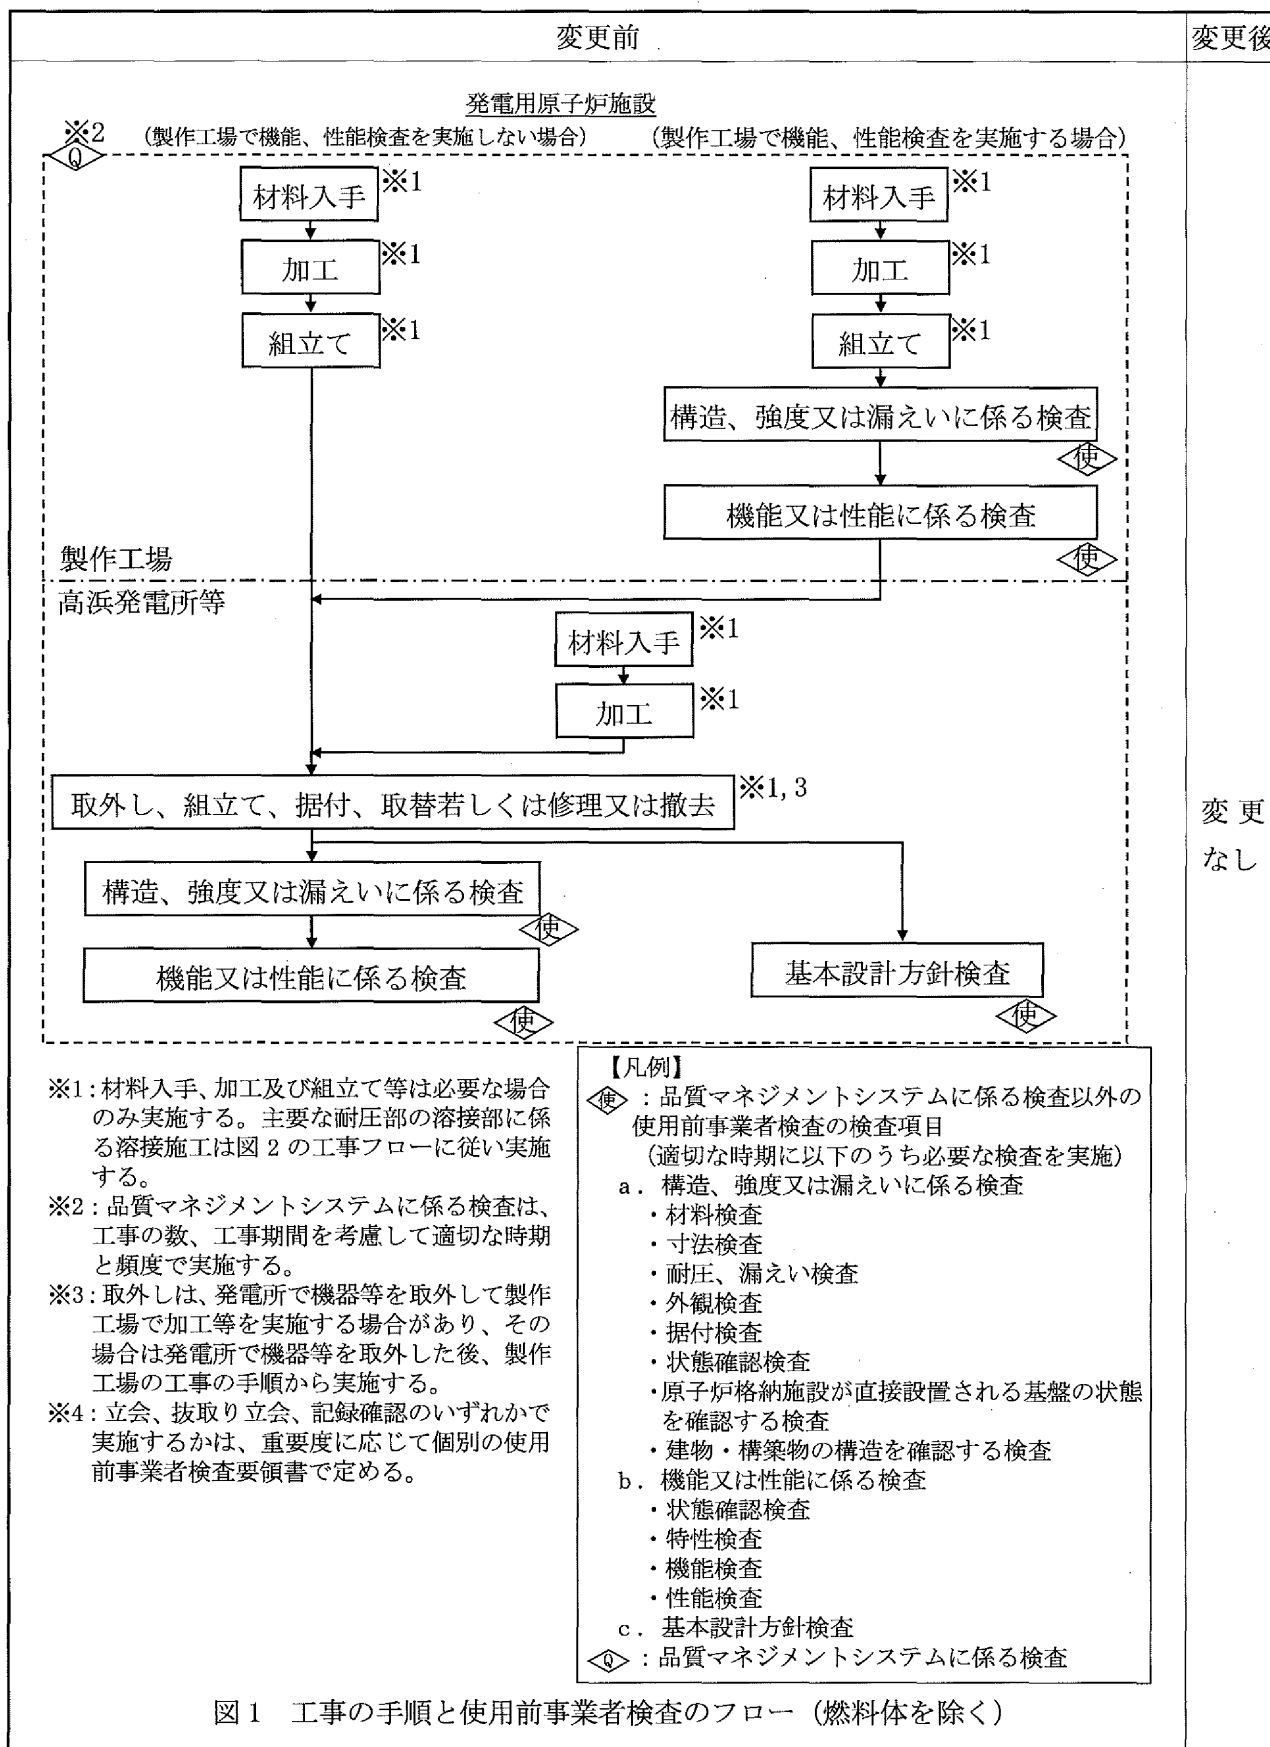 変更前
変更後
発電用原子炉施設
※2
Q
(製作工場で機能、性能検査を実施しない場合)
(製作工場で機能、性能検査を実施する場合)
材料入手
※1
材料入手
※1
加工
※1
加工
※1
組立て
※1
組立て
※1
構造、強度又は漏えいに係る検査
使
機能又は性能に係る検査
使
製作工場
高浜発電所等
材料入手
※1
加工
※1
取外し、組立て、据付、取替若しくは修理又は撤去
※1, 3
構造、強度又は漏えいに係る検査
使
機能又は性能に係る検査
使
基本設計方針検査
使
変更
なし
※1:材料入手、加工及び組立て等は必要な場合
のみ実施する。主要な耐圧部の溶接部に係
る溶接施工は図2の工事フローに従い実施
する。
※2:品質マネジメントシステムに係る検査は、
工事の数、工事期間を考慮して適切な時期
と頻度で実施する。
※3:取外しは、発電所で機器等を取外して製作
工場で加工等を実施する場合があり、その
場合は発電所で機器等を取外した後、製作
工場の工事の手順から実施する。
※4:立会、抜取り立会、記録確認のいずれかで
実施するかは、重要度に応じて個別の使用
前事業者検査要領書で定める。
【凡例】
使:品質マネジメントシステムに係る検査以外の
使用前事業者検査の検査項目
(適切な時期に以下のうち必要な検査を実施)
a. 構造、強度又は漏えいに係る検査
・材料検査
・寸法検査
・耐圧、漏えい検査
・外観検査
・据付検査
・状態確認検査
・原子炉格納施設が直接設置される基盤の状態
を確認する検査
・建物・構築物の構造を確認する検査
b. 機能又は性能に係る検査
・状態確認検査
・特性検査
・機能検査
・性能検査
c. 基本設計方針検査
Q:品質マネジメントシステムに係る検査
図1 工事の手順と使用前事業者検査のフロー(燃料体を除く)